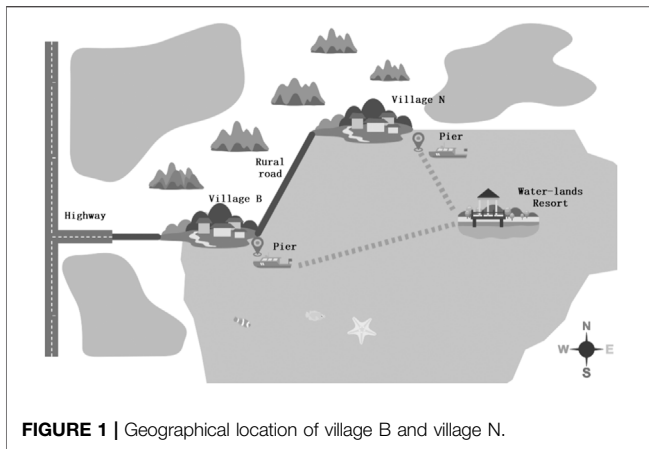 Village N
Pier
Rural
road
Water-lands
Resort
Village B
Highway
Pier
N
W
E
S
FIGURE 1 | Geographical location of village B and village N.